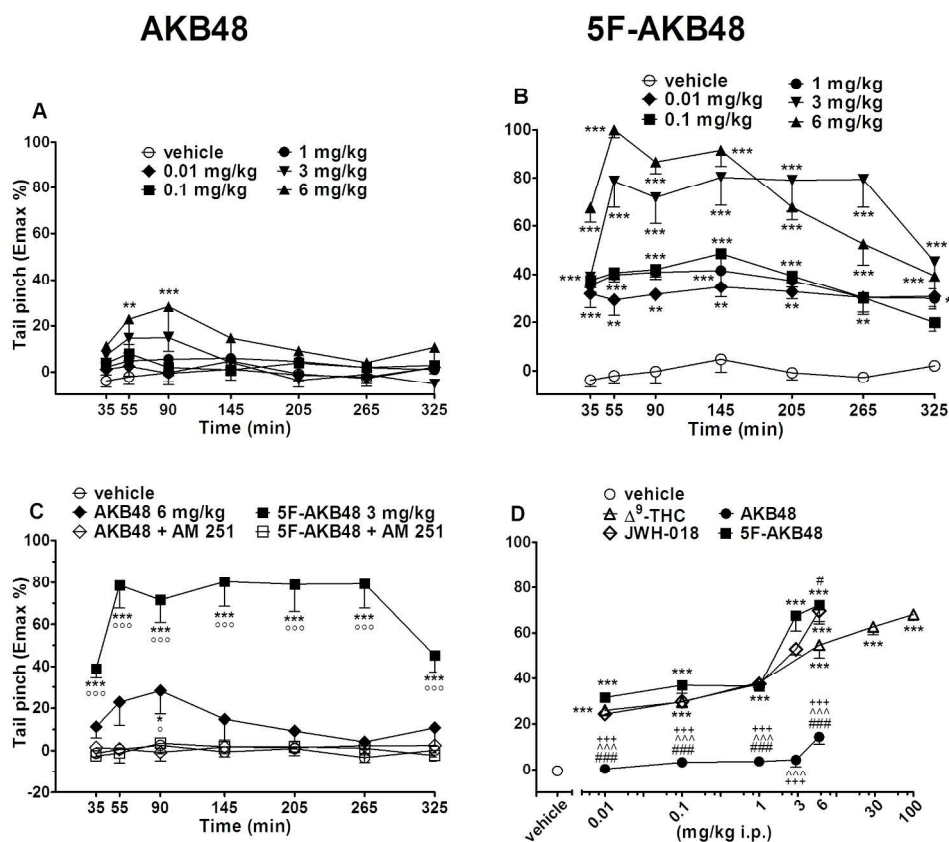 AKB48
5F-AKB48
A
Tail pinch (Emax %)
100
80
60
40
20
0
vehicle
0.01 mg/kg
0.1 mg/kg
1 mg/kg
3 mg/kg
6 mg/kg
** ***
35 55 90 145 205 265 325
Time (min)
B
vehicle
0.01 mg/kg
0.1 mg/kg
1 mg/kg
3 mg/kg
6 mg/kg
Tail pinch (Emax %)
100
80
60
40
20
0
35 55 90 145 205 265 325
Time (min)
C
vehicle
AKB48 6 mg/kg
AKB48 + AM 251
5F-AKB48 3 mg/kg
5F-AKB48 + AM 251
Tail pinch (Emax %)
100
80
60
40
20
0
-20
35 55 90 145 205 265 325
Time (min)
D
vehicle
Δ⁹-THC
JWH-018
AKB48
5F-AKB48
100
80
60
40
20
0
vehicle 0.01 0.1 1 3 6 30 100
(mg/kg i.p.)